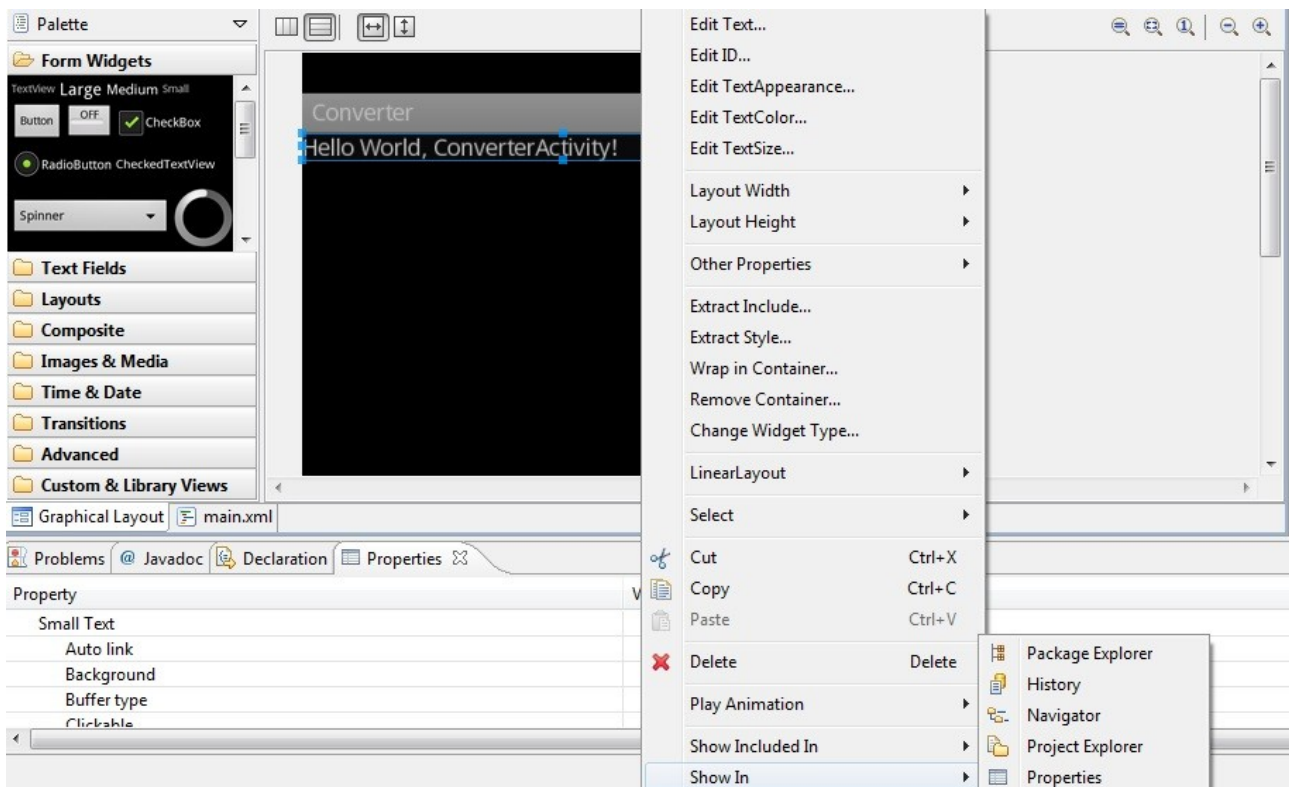 Palette
Form Widgets
TextView Large Medium Small
Button OFF CheckBox
RadioButton CheckedTextView
Spinner
Text Fields
Layouts
Composite
Images & Media
Time & Date
Transitions
Advanced
Custom & Library Views
Graphical Layout main.xml
Converter
Hello World, ConverterActivity!
Edit Text...
Edit ID...
Edit TextAppearance...
Edit TextColor...
Edit TextSize...
Layout Width
Layout Height
Other Properties
Extract Include...
Extract Style...
Wrap in Container...
Remove Container...
Change Widget Type...
LinearLayout
Select
Cut Ctrl+X
Copy Ctrl+C
Paste Ctrl+V
Delete Delete
Play Animation
Show Included In
Show In
Package Explorer
History
Navigator
Project Explorer
Properties
Problems @ Javadoc Declaration Properties
Property V
Small Text
Auto link
Background
Buffer type
Clickable